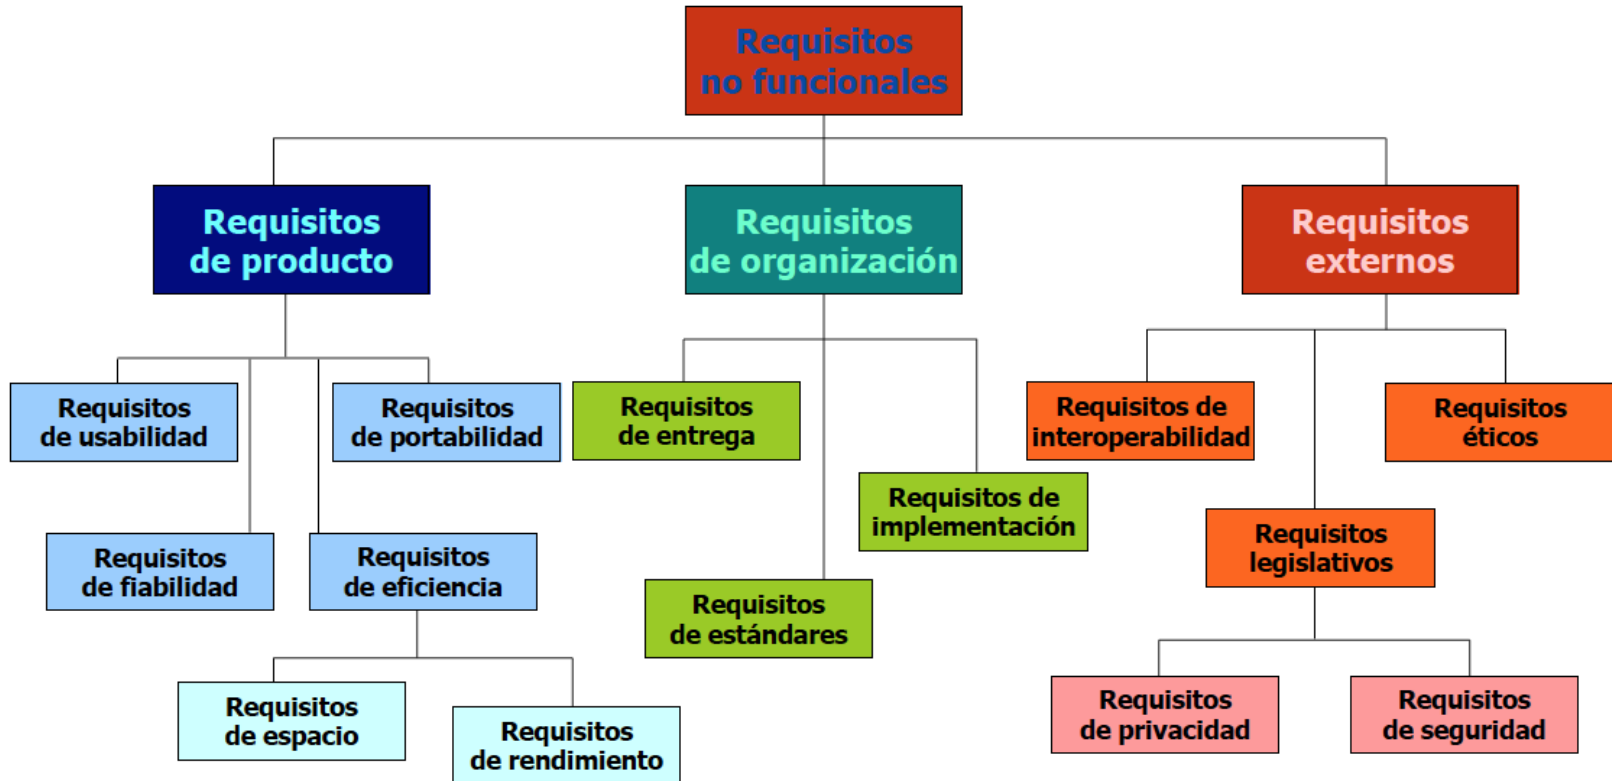 Requisitos
no funcionales
Requisitos
de producto
Requisitos
de organización
Requisitos
externos
Requisitos
de usabilidad
Requisitos
de portabilidad
Requisitos
de entrega
Requisitos de
interoperabilidad
Requisitos
éticos
Requisitos de
implementación
Requisitos
legislativos
Requisitos
de fiabilidad
Requisitos
de eficiencia
Requisitos
de estándares
Requisitos
de espacio
Requisitos
de rendimiento
Requisitos
de privacidad
Requisitos
de seguridad